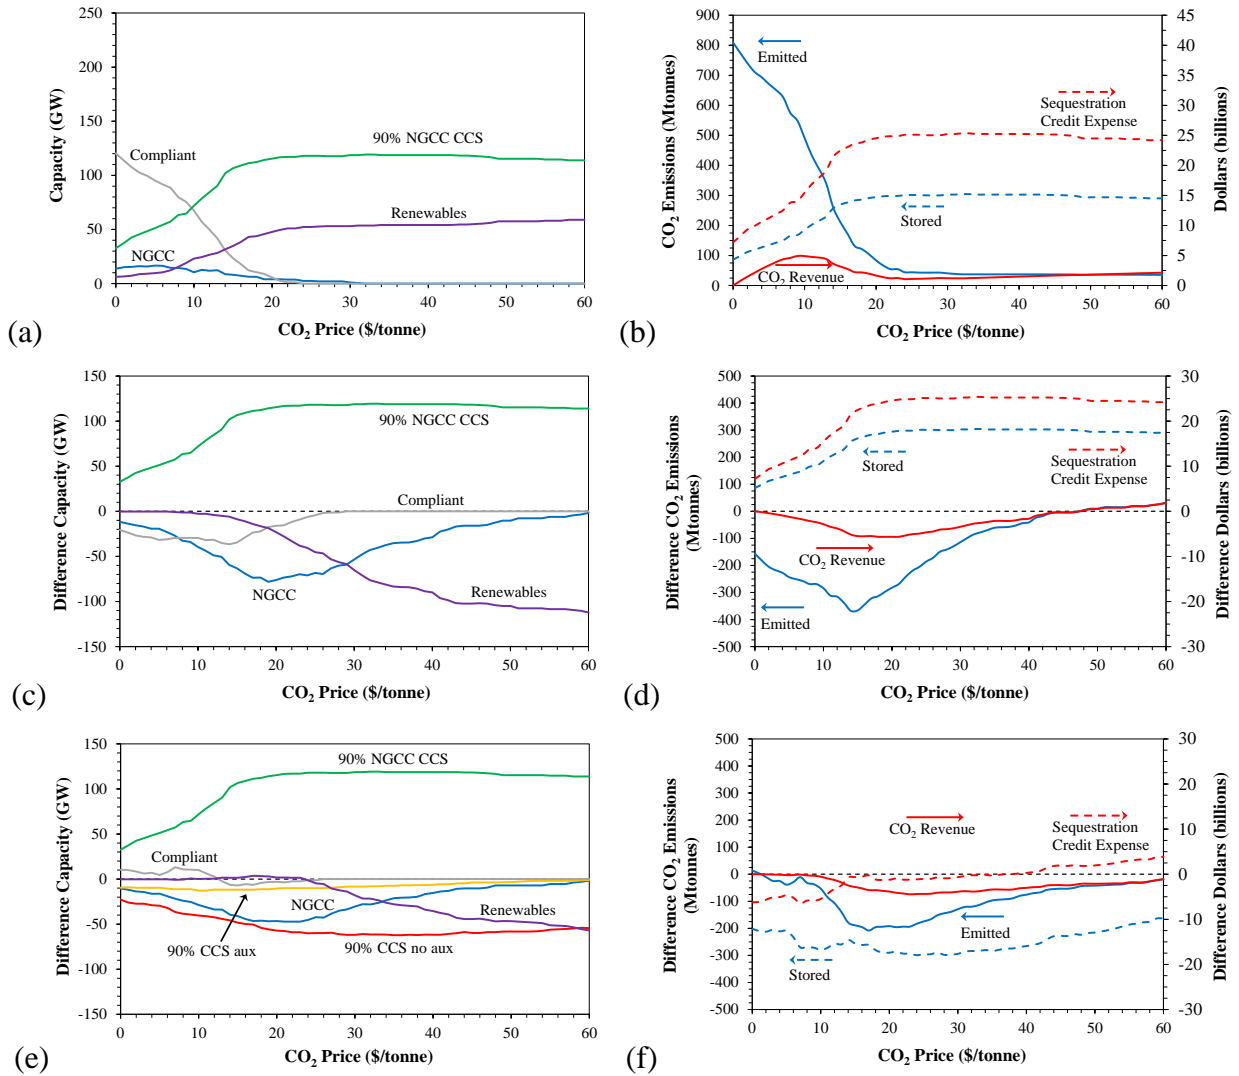 250
200
150
100
50
0
Capacity (GW)
90% NGCC CCS
Compliant
Renewables
NGCC
0 10 20 30 40 50 60
CO2 Price ($/tonne)
(a)
900
800
700
600
500
400
300
200
100
0
CO2 Emissions (Mtonnes)
45
40
35
30
25
20
15
10
5
0
Dollars (billions)
Emitted
Sequestration
Credit Expense
Stored
CO2 Revenue
0 10 20 30 40 50 60
CO2 Price ($/tonne)
(b)
150
100
50
0
-50
-100
-150
Difference Capacity (GW)
90% NGCC CCS
Compliant
NGCC
Renewables
0 10 20 30 40 50 60
CO2 Price ($/tonne)
(c)
500
400
300
200
100
0
-100
-200
-300
-400
-500
Difference CO2 Emissions
(Mtonnes)
30
20
10
0
-10
-20
-30
Difference Dollars (billions)
Stored
Sequestration
Credit Expense
CO2 Revenue
Emitted
0 10 20 30 40 50 60
CO2 Price ($/tonne)
(d)
150
100
50
0
-50
-100
-150
Difference Capacity (GW)
90% NGCC CCS
Compliant
NGCC
Renewables
90% CCS aux
90% CCS no aux
0 10 20 30 40 50 60
CO2 Price ($/tonne)
(e)
500
400
300
200
100
0
-100
-200
-300
-400
-500
Difference CO2 Emissions
(Mtonnes)
30
20
10
0
-10
-20
-30
Difference Dollars (billions)
CO2 Revenue
Sequestration
Credit Expense
Emitted
Stored
0 10 20 30 40 50 60
CO2 Price ($/tonne)
(f)